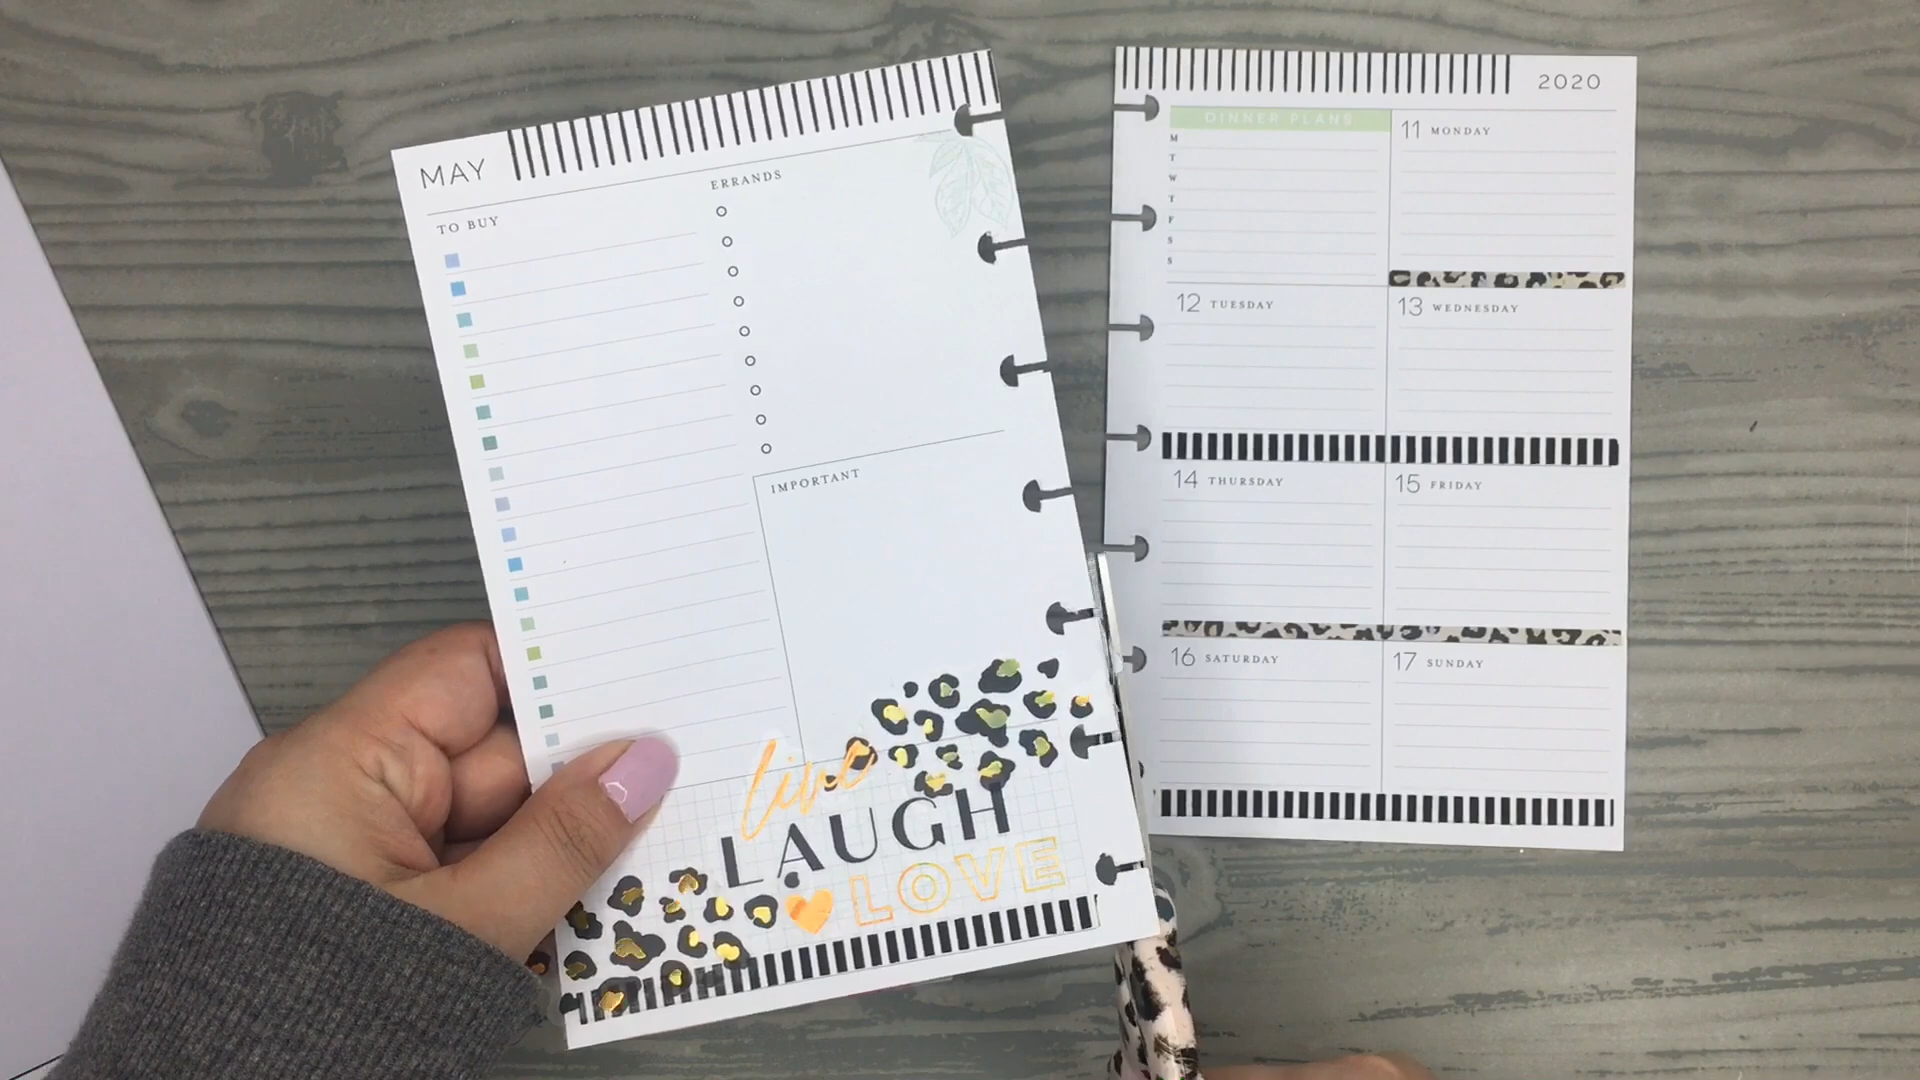 MAY
TO BUY
ERRANDS
IMPORTANT
live
LAUGH
LOVE
2020
DINNER PLANS
M
T
W
T
F
S
S
11 MONDAY
12 TUESDAY
13 WEDNESDAY
14 THURSDAY
15 FRIDAY
16 SATURDAY
17 SUNDAY